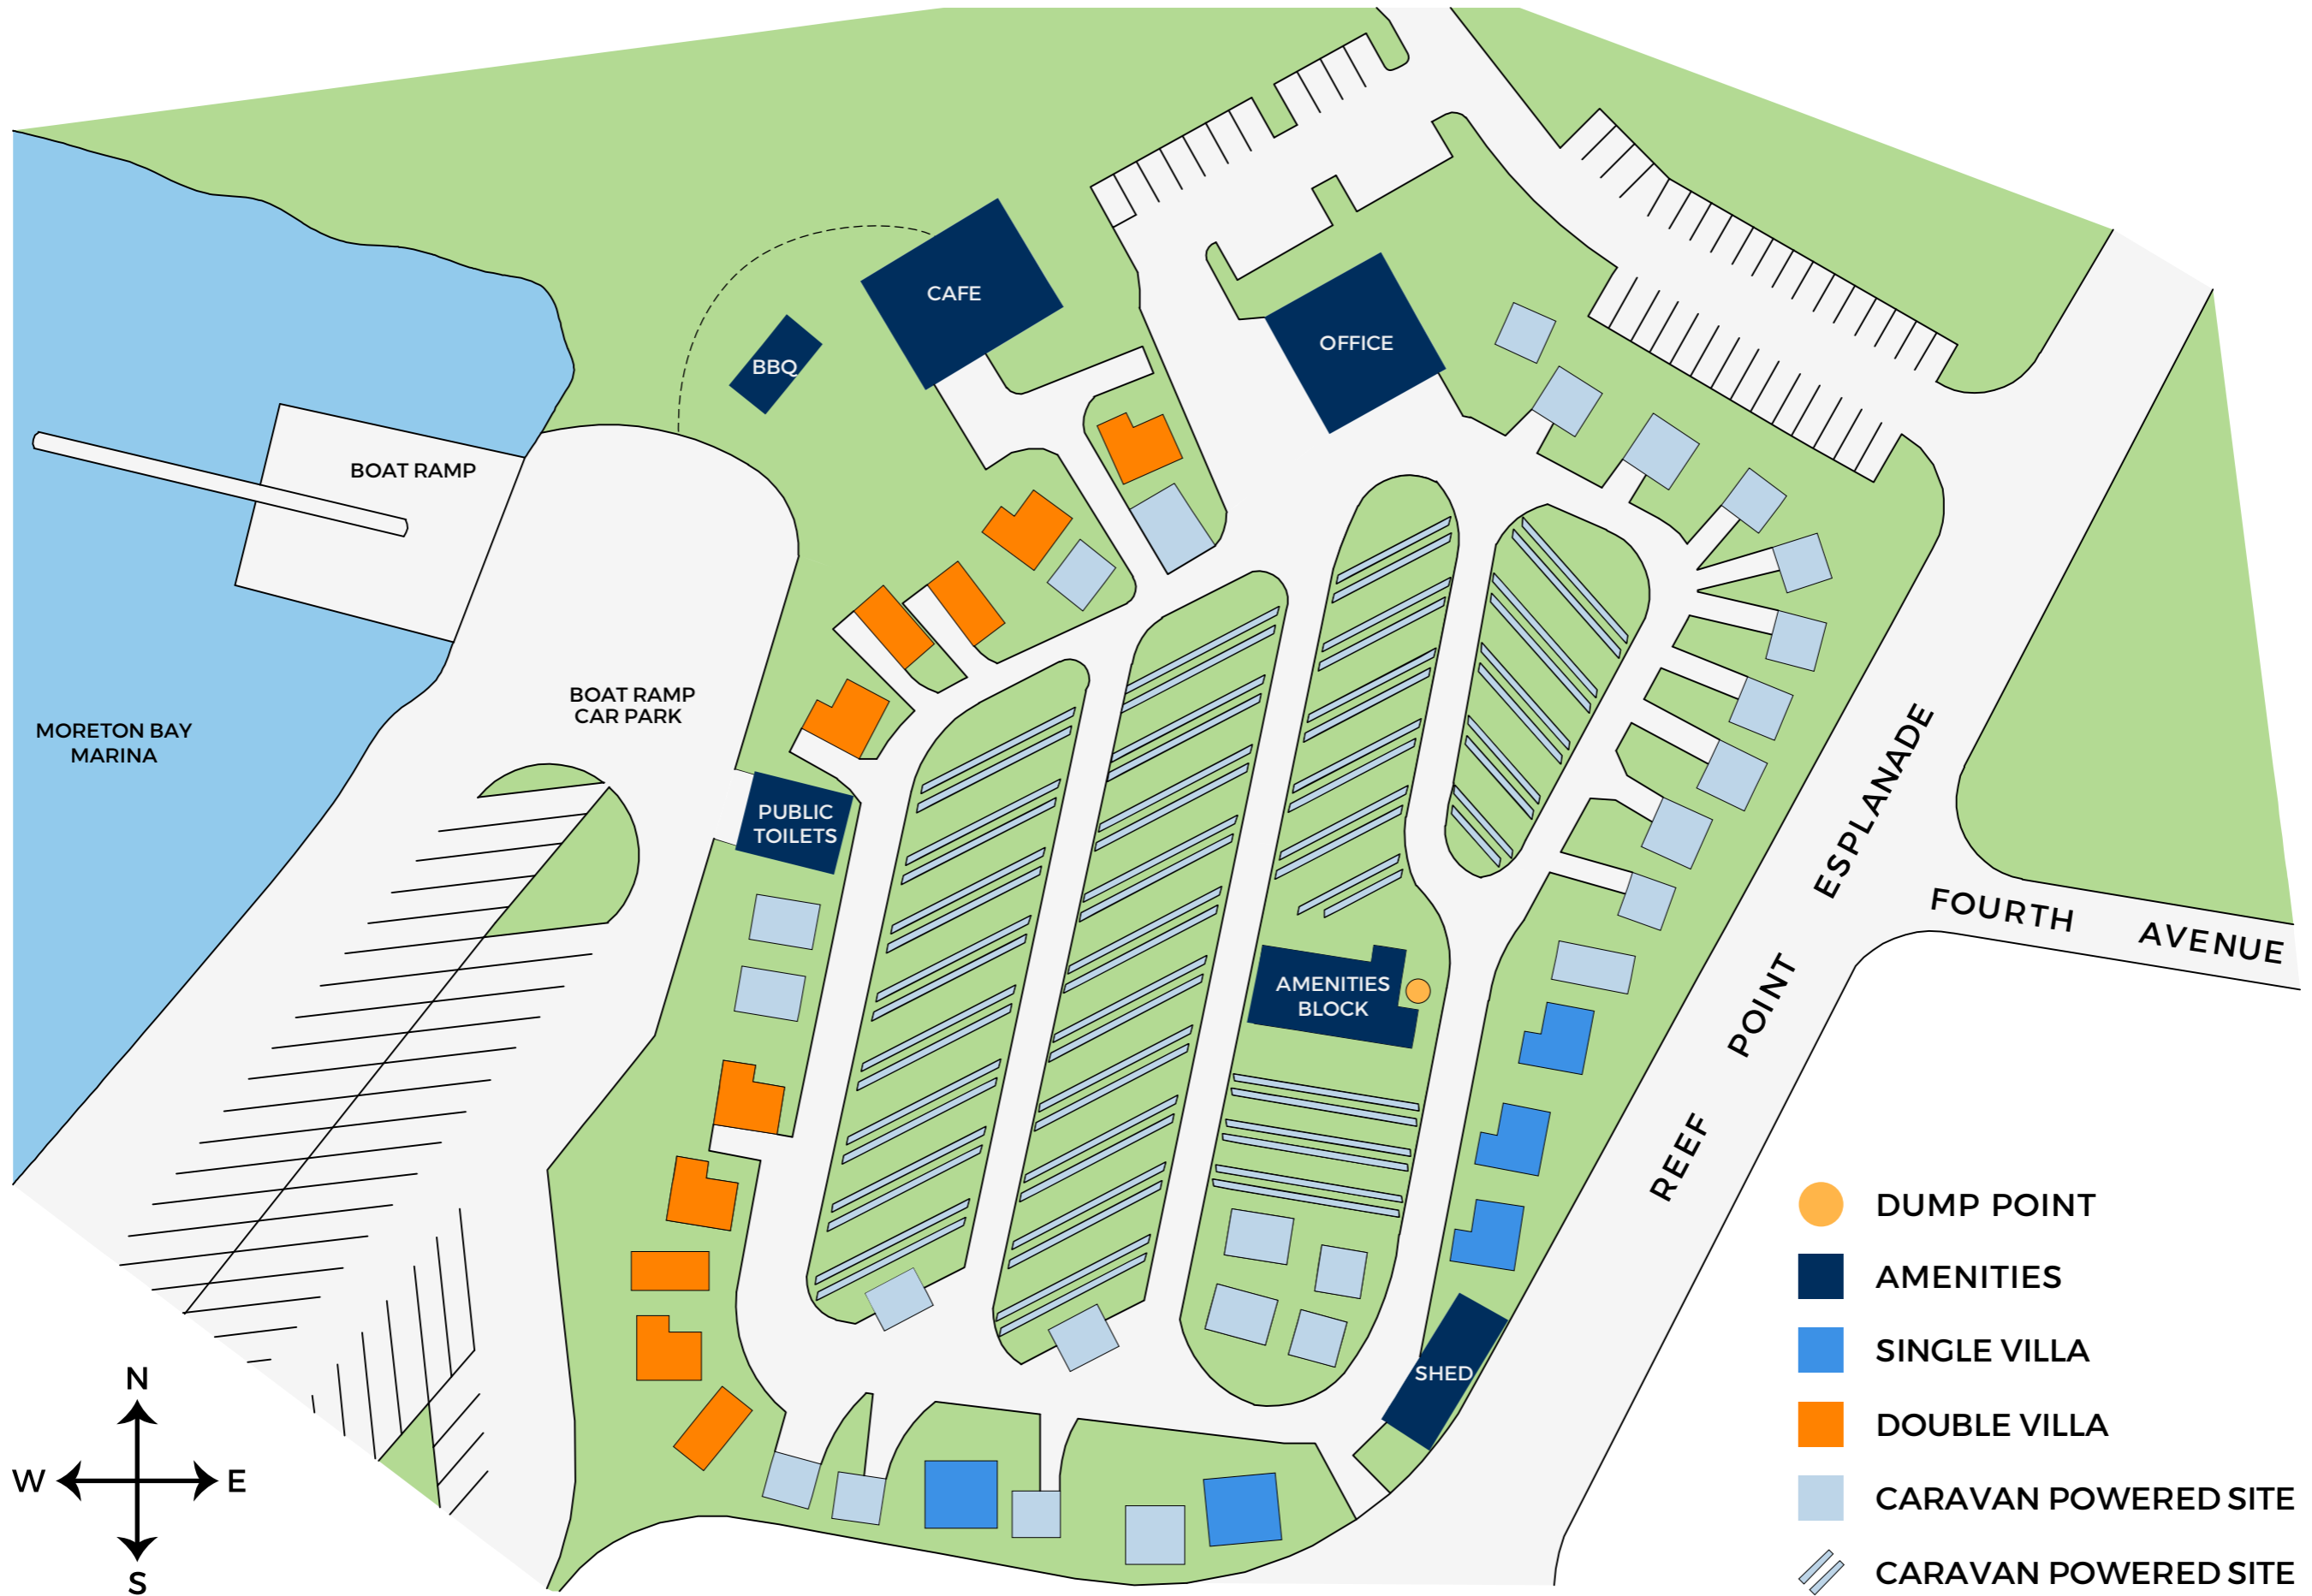 CAFE
OFFICE
BBQ
BOAT RAMP
BOAT RAMP
CAR PARK
MORETON BAY
MARINA
PUBLIC
TOILETS
AMENITIES
BLOCK
REEF POINT ESPLANADE
FOURTH AVENUE
SHED
N
W
E
S
DUMP POINT
AMENITIES
SINGLE VILLA
DOUBLE VILLA
CARAVAN POWERED SITE
CARAVAN POWERED SITE